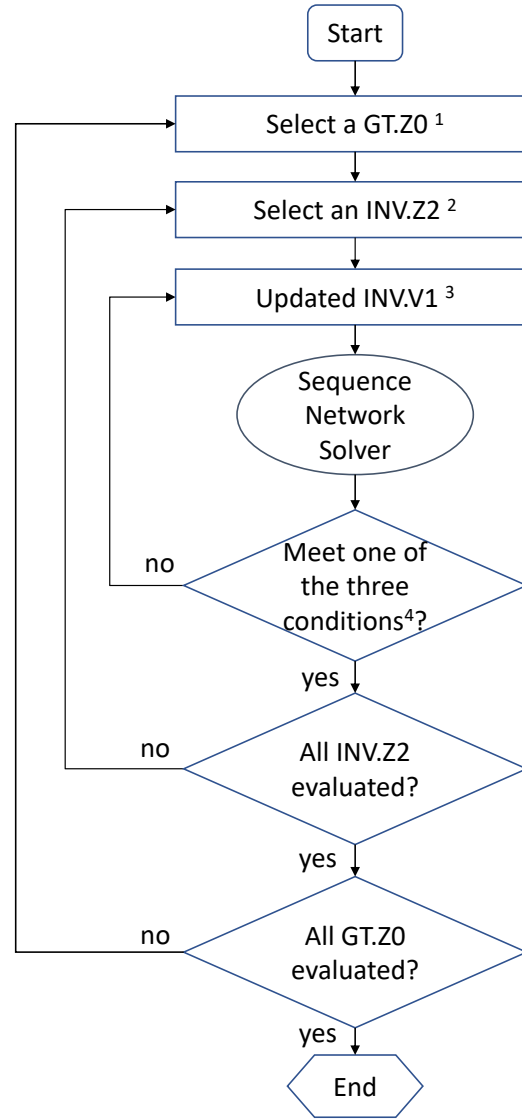 Start
Select a GT.Z0 ¹
Select an INV.Z2 ²
Updated INV.V1 ³
Sequence
Network
Solver
Meet one of
the three
conditions⁴?
no
yes
All INV.Z2
evaluated?
no
yes
All GT.Z0
evaluated?
no
yes
End